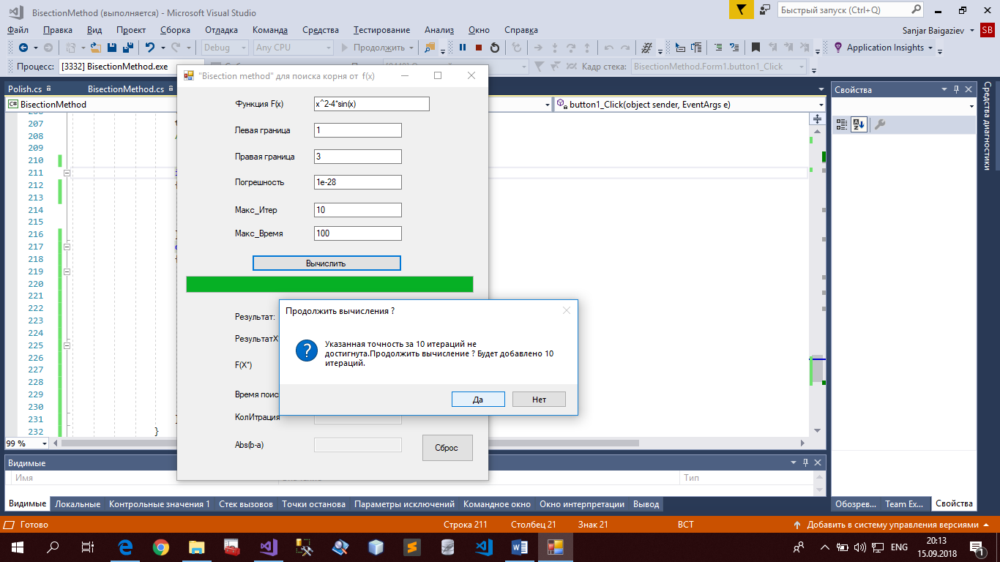 BisectionMethod (выполняется) - Microsoft Visual Studio
Быстрый запуск (Ctrl+Q)
Файл Правка Вид Проект Сборка Отладка Команда Средства Тестирование Анализ Окно Справка
Sanjar Baigaziev SB
Debug Any CPU Продолжить Application Insights
Процесс: [3332] BisectionMethod.exe
Кадр стека: BisectionMethod.Form1.button1_Click
Polish.cs BisectionMethod.cs
C# BisectionMethod
button1_Click(object sender, EventArgs e)
207
208
209
210
211
212
213
214
215
216
217
218
219
220
221
222
223
224
225
226
227
228
229
230
231
232 }
99 %
"Bisection method" для поиска корня от f(x)
Функция F(x) x^2-4*sin(x)
Левая граница 1
Правая граница 3
Погрешность 1e-28
Макс_Итер 10
Макс_Время 100
Вычислить
Результат:
РезультатX
F(X*)
Время поис
КолИтрация
Abs(b-a)
Сброс
Продолжить вычисления ?
Указанная точность за 10 итераций не
достигнута.Продолжить вычисление ? Будет добавлено 10
итераций.
Да Нет
Свойства
Средства диагностики
Видимые
Имя Значение Тип
Видимые Локальные Контрольные значения 1 Стек вызовов Точки останова Параметры исключений Командное окно Окно интерпретации Вывод
Обозрев... Team Ex... Свойства
Готово Строка 211 Столбец 21 Знак 21 ВСТ Добавить в систему управления версиями
ENG
20:13
15.09.2018
1